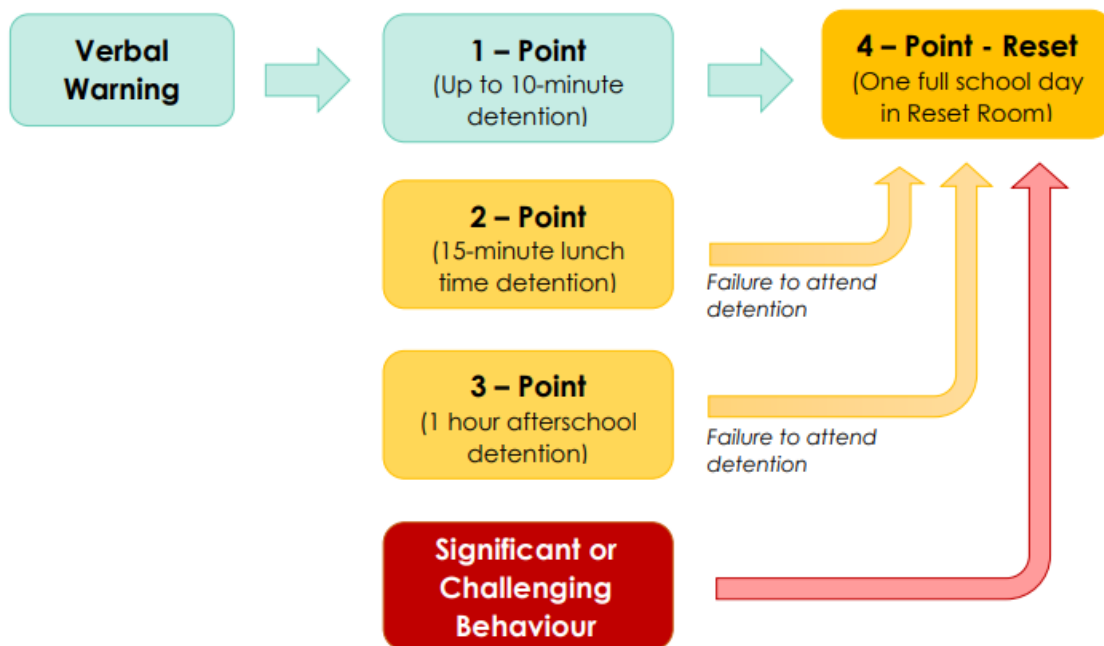 Verbal
Warning
1 – Point
(Up to 10-minute
detention)
4 – Point - Reset
(One full school day
in Reset Room)
2 – Point
(15-minute lunch
time detention)
Failure to attend
detention
3 – Point
(1 hour afterschool
detention)
Failure to attend
detention
Significant or
Challenging
Behaviour